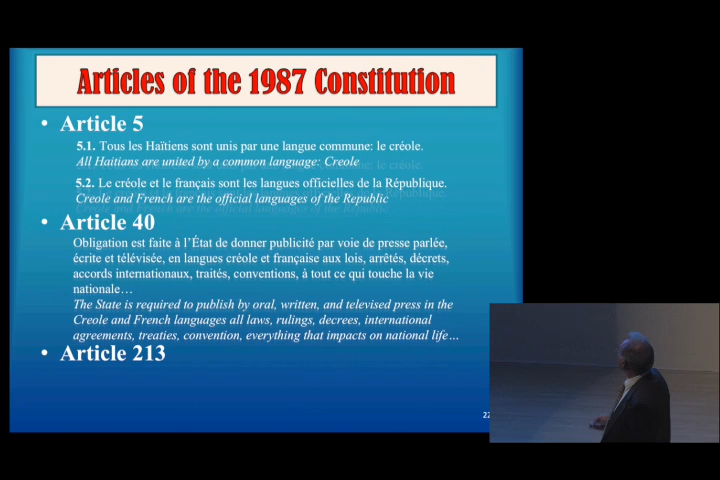 Articles of the 1987 Constitution
• Article 5
5.1. Tous les Haïtiens sont unis par une langue commune: le créole.
All Haitians are united by a common language: Creole
5.2. Le créole et le français sont les langues officielles de la République.
Creole and French are the official languages of the Republic
• Article 40
Obligation est faite à l’État de donner publicité par voie de presse parlée,
écrite et télévisée, en langues créole et française aux lois, arrêtés, décrets,
accords internationaux, traités, conventions, à tout ce qui touche la vie
nationale…
The State is required to publish by oral, written, and televised press in the
Creole and French languages all laws, rulings, decrees, international
agreements, treaties, convention, everything that impacts on national life…
• Article 213
22